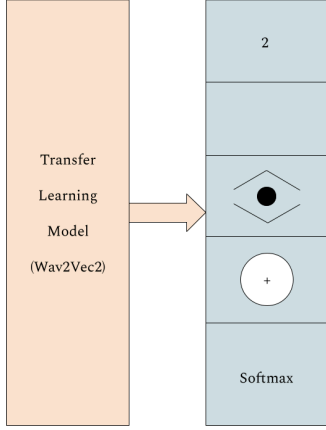 Transfer
Learning
Model
(Wav2Vec2)
2
+
Softmax